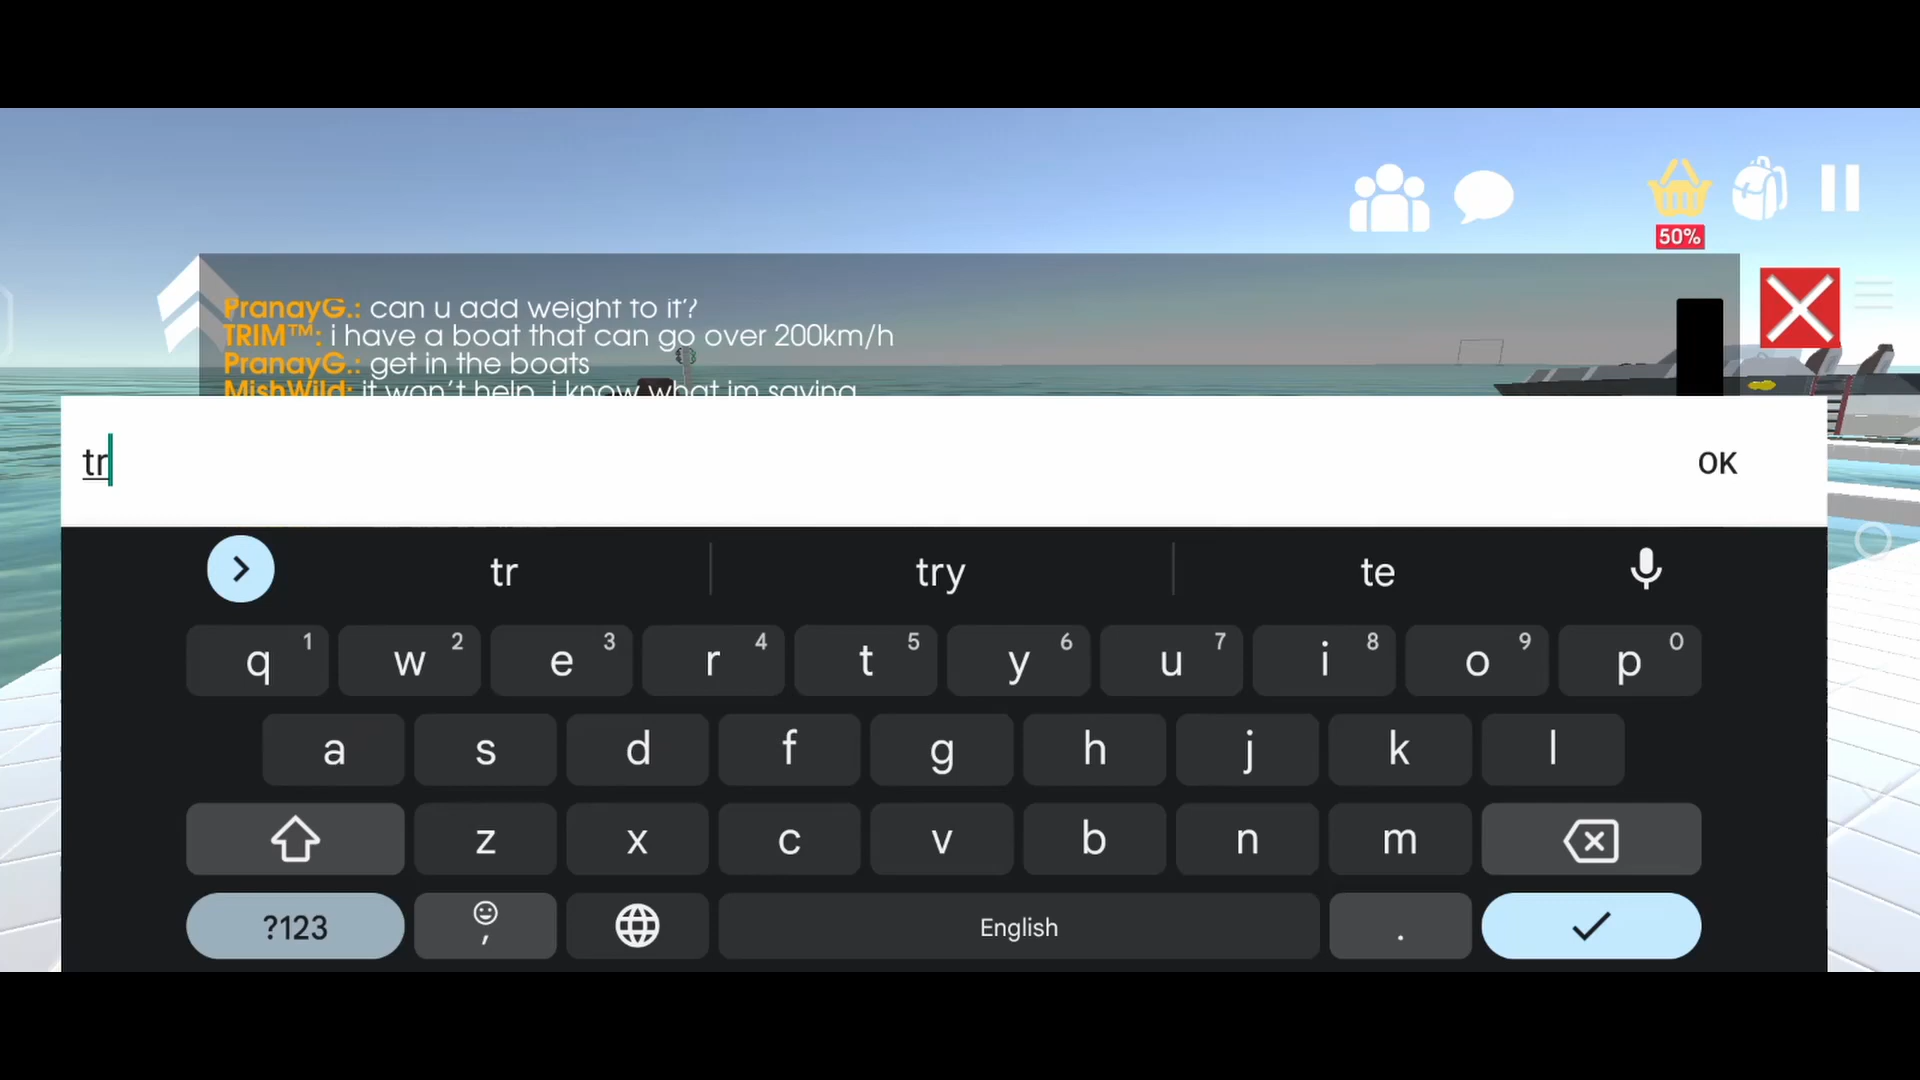 50%
PranayG.: can u add weight to it?
TRIM™: i have a boat that can go over 200km/h
PranayG.: get in the boats
MishWild: it won't help, i know what im saying
tr
OK
tr try te
q 1 w 2 e 3 r 4 t 5 y 6 u 7 i 8 o 9 p 0
a s d f g h j k l
z x c v b n m
?123 , English .